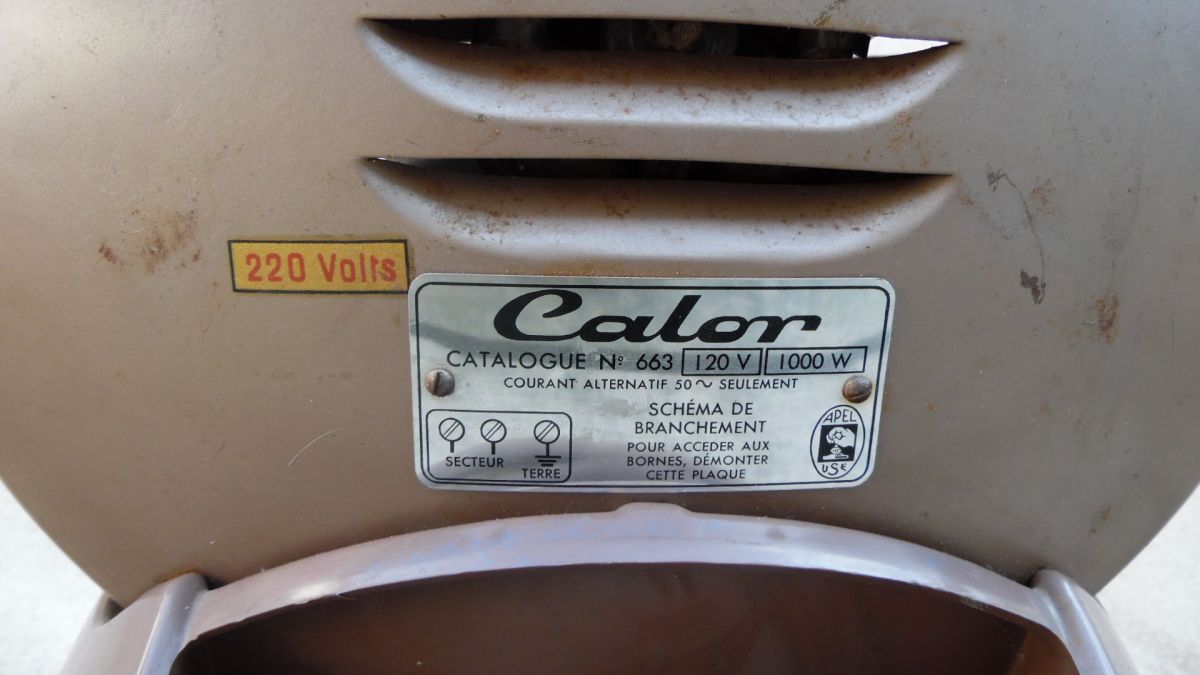 220 Volts
Calor
CATALOGUE Nº 663 120 V 1000 W
COURANT ALTERNATIF 50 ~ SEULEMENT
SECTEUR
TERRE
SCHÉMA DE
BRANCHEMENT
POUR ACCEDER AUX
BORNES, DÉMONTER
CETTE PLAQUE
APEL
USE